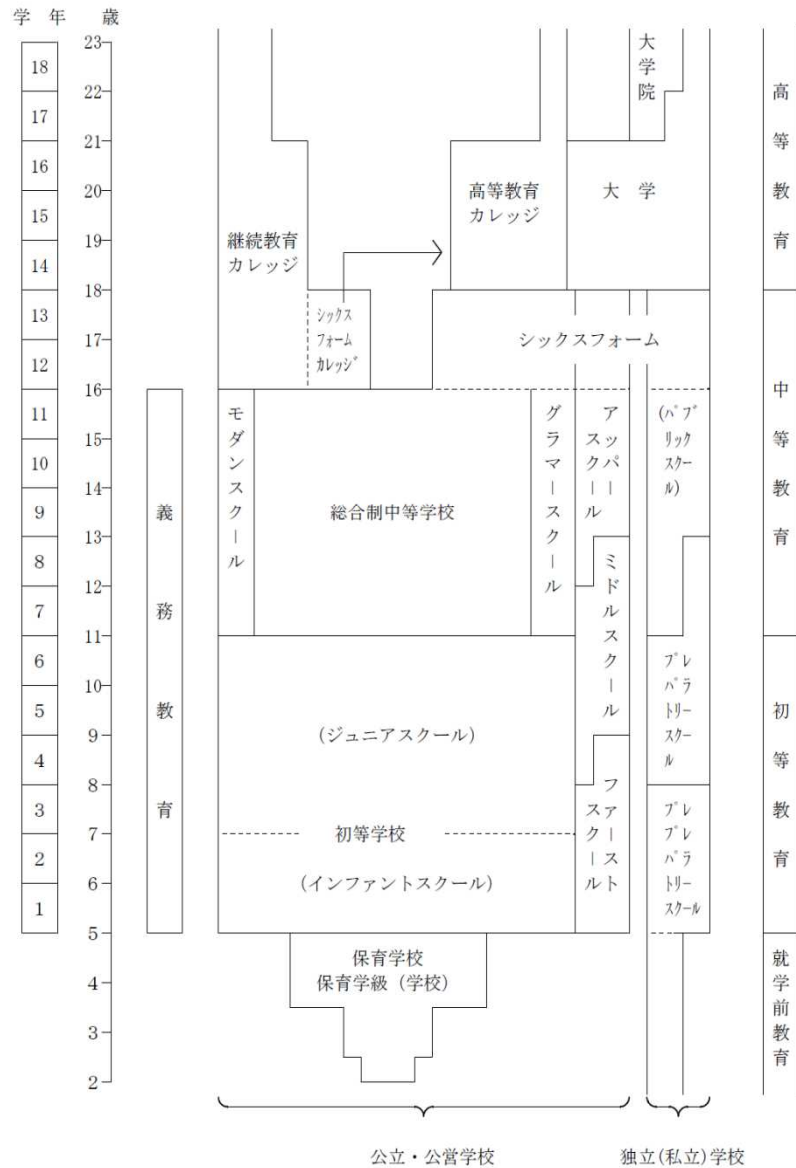 学年 歳
23
18
22
17
21
16
20
15
19
14
18
13
17
12
16
11
15
10
14
9
13
8
12
7
11
6
10
5
9
4
8
3
7
2
6
1
5
4
3
2
義務教育
継続教育
カレッジ
シックス
フォーム
カレッジ
高等教育
カレッジ
大学
大学院
シックスフォーム
モダンスクール
総合制中等学校
グラマースクール
アッパー
スクール
(パブ
リック
スクー
ル)
ミドルスクール
(ジュニアスクール)
初等学校
(インファントスクール)
ファースト
スクール
プレ
パラ
トリー
スクー
ル
プレ
プレ
パラ
トリー
スクール
保育学校
保育学級(学校)
高等教育
中等教育
初等教育
就学前教育
公立・公営学校
独立(私立)学校